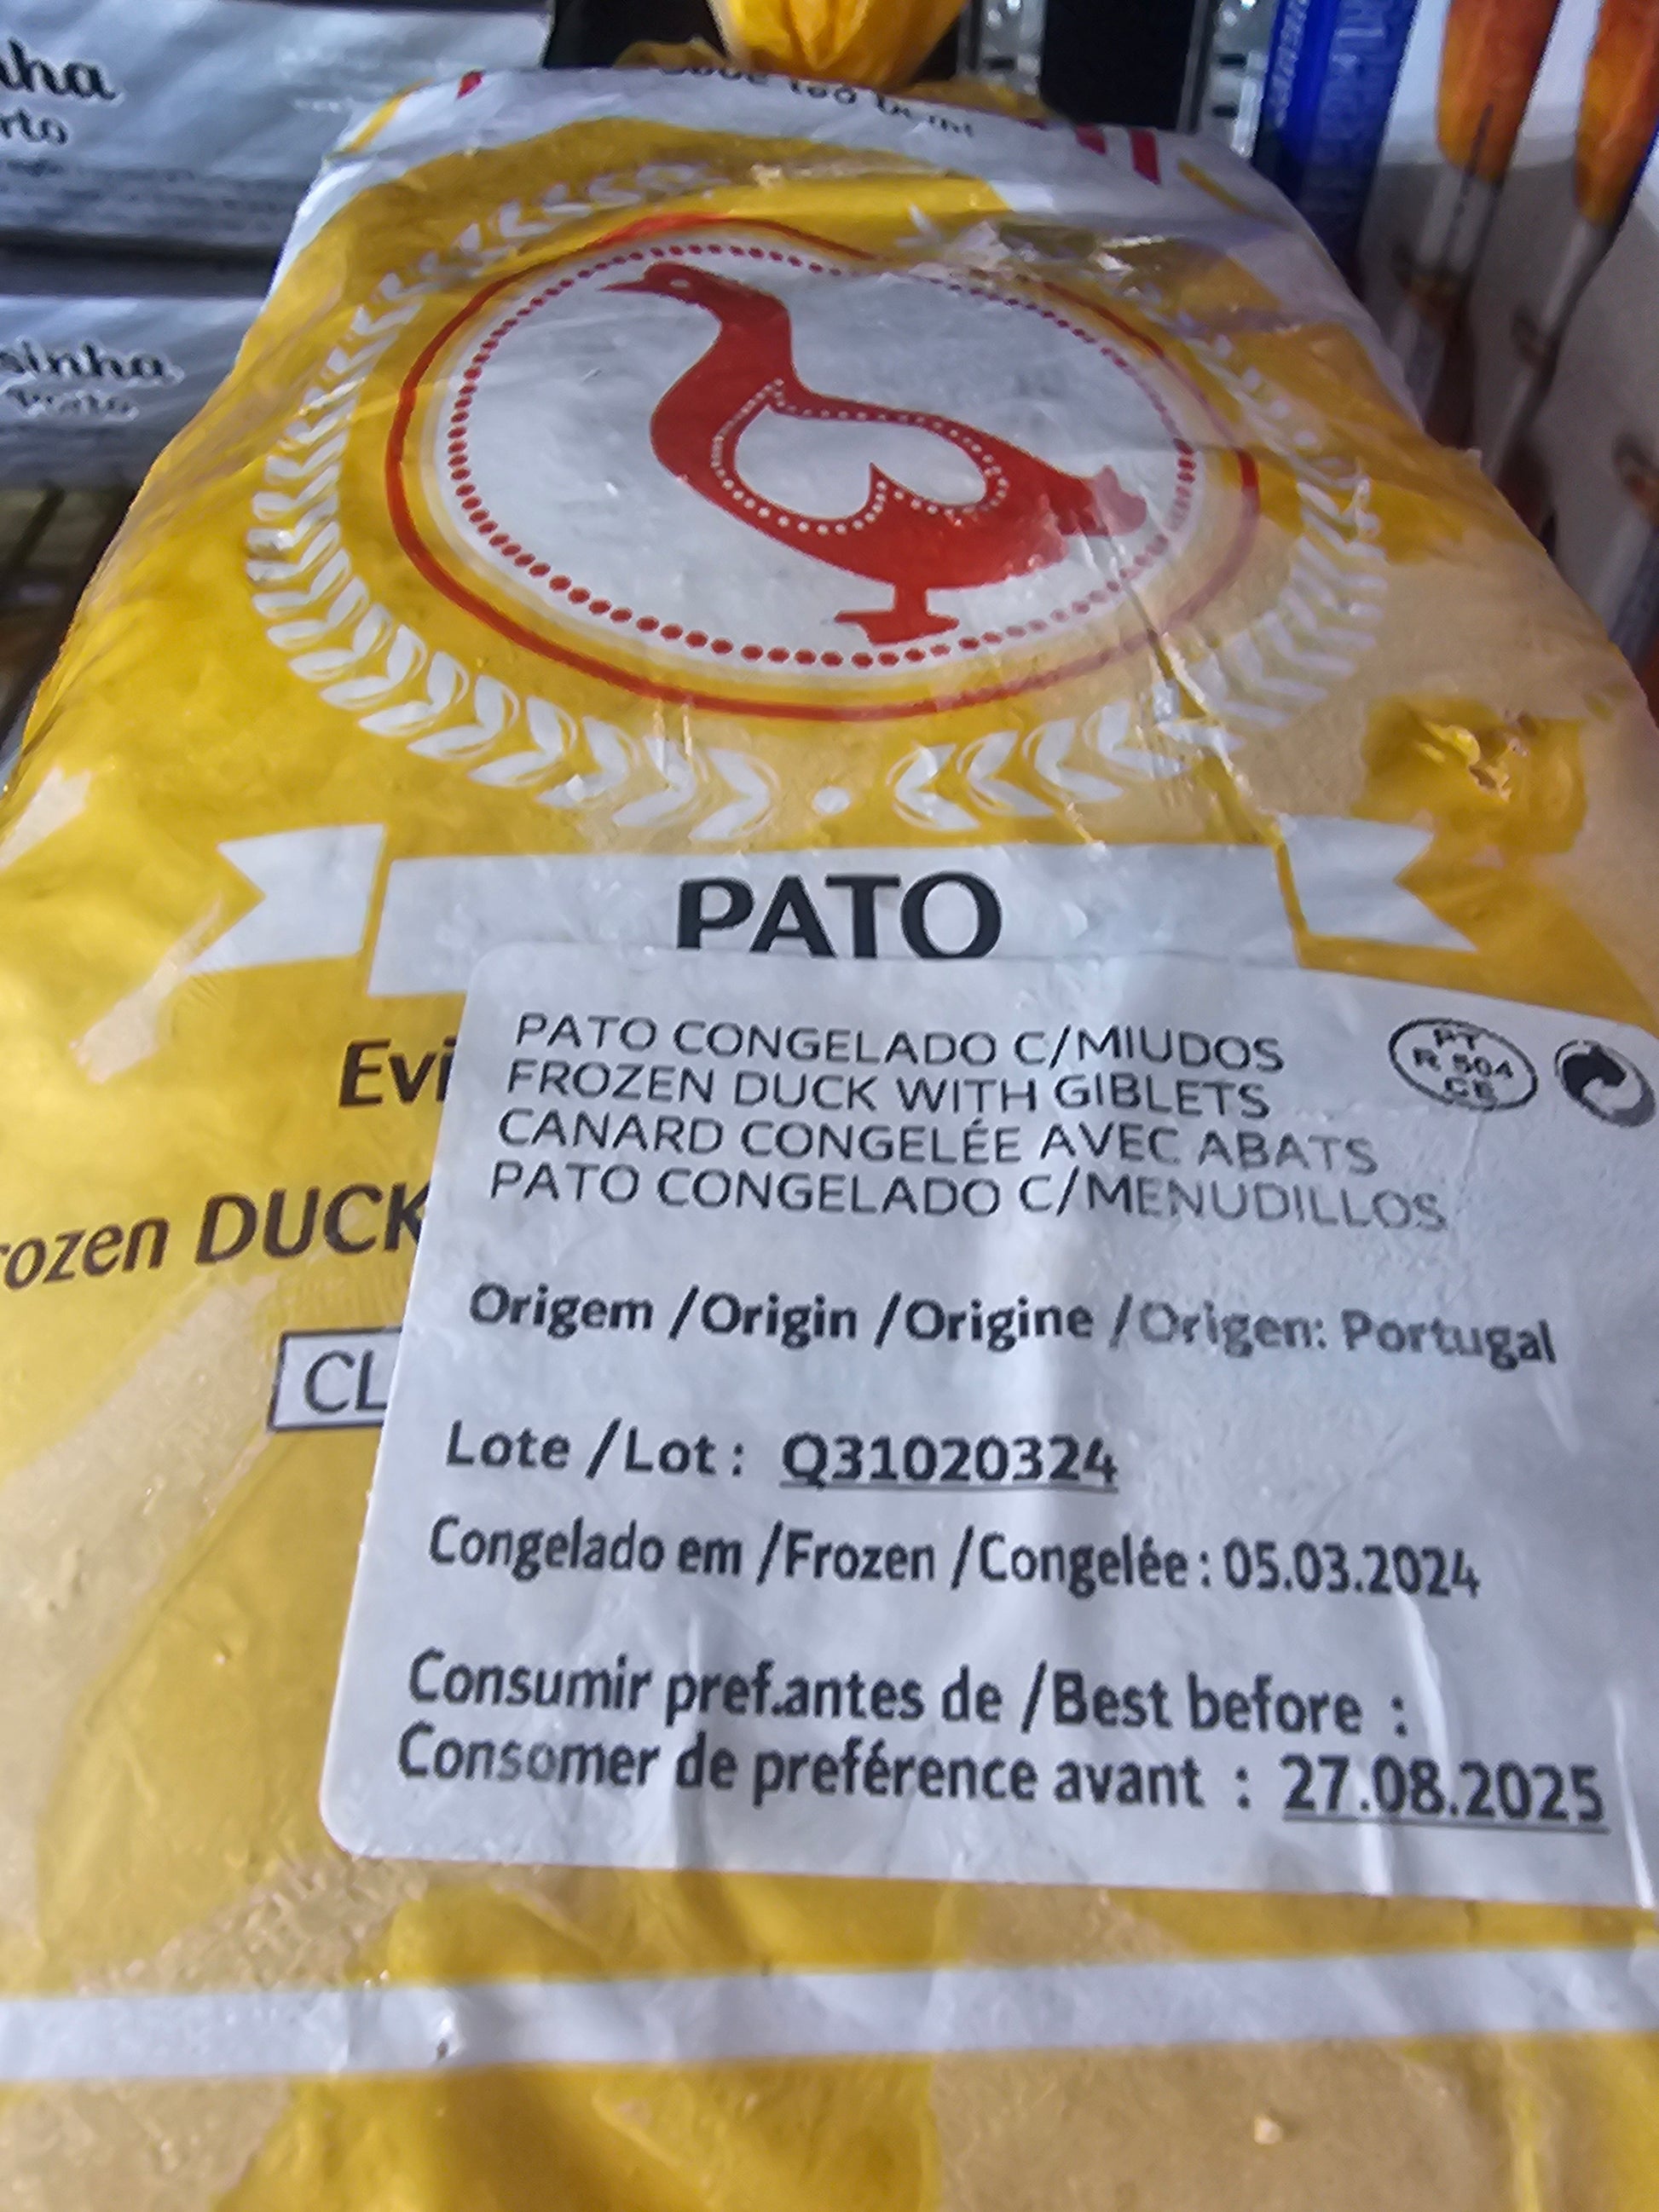 PATO
Evi
rozen DUCK
CL
PATO CONGELADO C/MIUDOS
FROZEN DUCK WITH GIBLETS
CANARD CONGELÉE AVEC ABATS
PATO CONGELADO C/MENUDILLOS
PT
R 504
CE
Origem /Origin /Origine /Origen: Portugal
Lote /Lot : Q31020324
Congelado em /Frozen /Congelée : 05.03.2024
Consumir pref.antes de /Best before :
Consomer de preférence avant : 27.08.2025
sinha
Porto